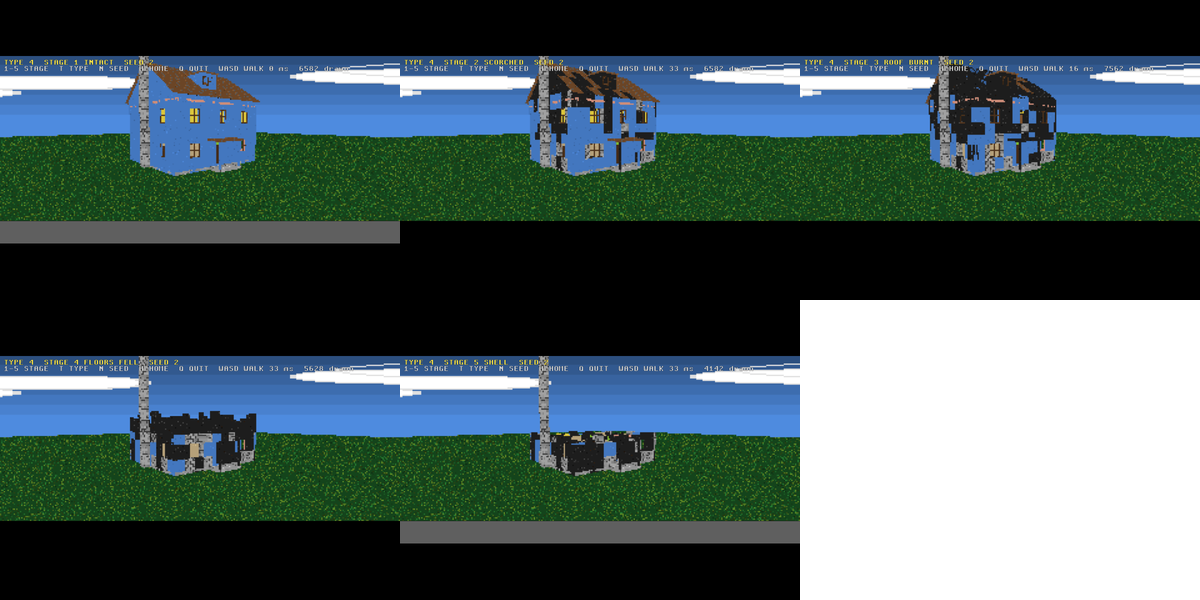 TYPE 4 STAGE 1 INTACT SEED 2
1-5 STAGE T TYPE N SEED HOME Q QUIT WASD WALK 0 ms 6582 drawn
TYPE 4 STAGE 2 SCORCHED SEED 2
1-5 STAGE T TYPE N SEED HOME Q QUIT WASD WALK 33 ms 6582 drawn
TYPE 4 STAGE 3 ROOF BURNT SEED 2
1-5 STAGE T TYPE N SEED HOME Q QUIT WASD WALK 16 ms 7562 drawn
TYPE 4 STAGE 4 FLOORS FELL SEED 2
1-5 STAGE T TYPE N SEED HOME Q QUIT WASD WALK 33 ms 5628
TYPE 4 STAGE 5 SHELL SEED 2
1-5 STAGE T TYPE N SEED HOME Q QUIT WASD WALK 33 ms 4142